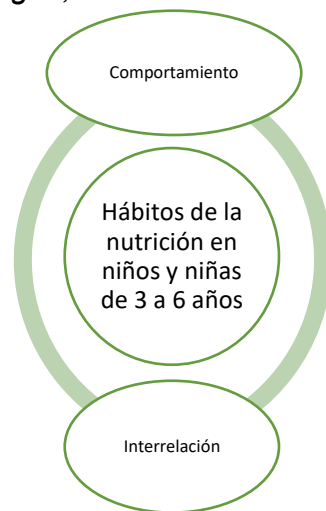 Comportamiento
Hábitos de la
nutrición en
niños y niñas
de 3 a 6 años
Interrelación